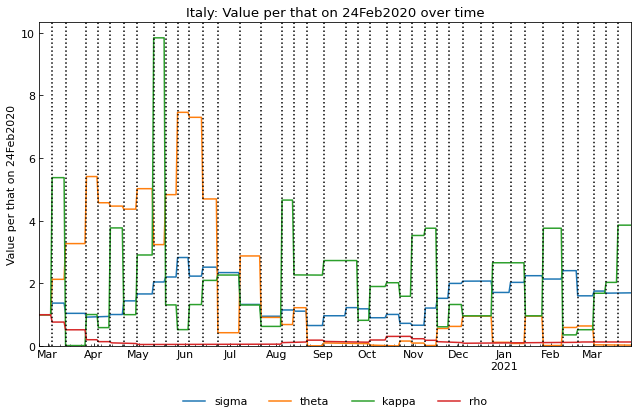 Italy: Value per that on 24Feb2020 over time
Value per that on 24Feb2020
10
8
6
4
2
0
Mar Apr May Jun Jul Aug Sep Oct Nov Dec Jan Feb Mar
2021
sigma theta kappa rho